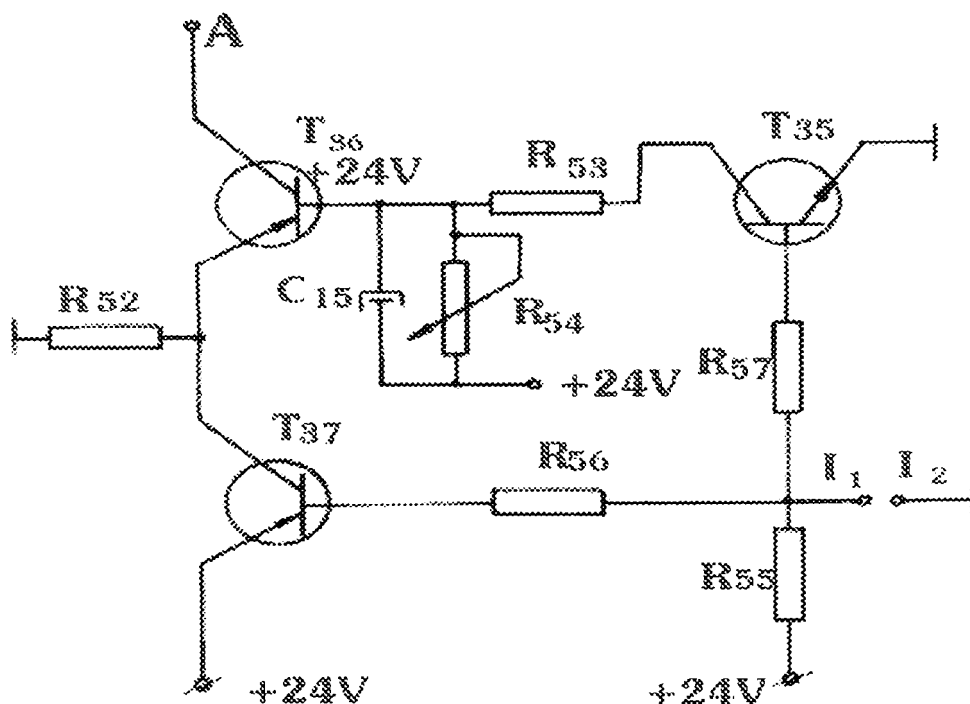 A
T36
+24V
R53
T35
C15
R52
R54
+24V
R57
T37
R56
I1
I2
R55
+24V
+24V